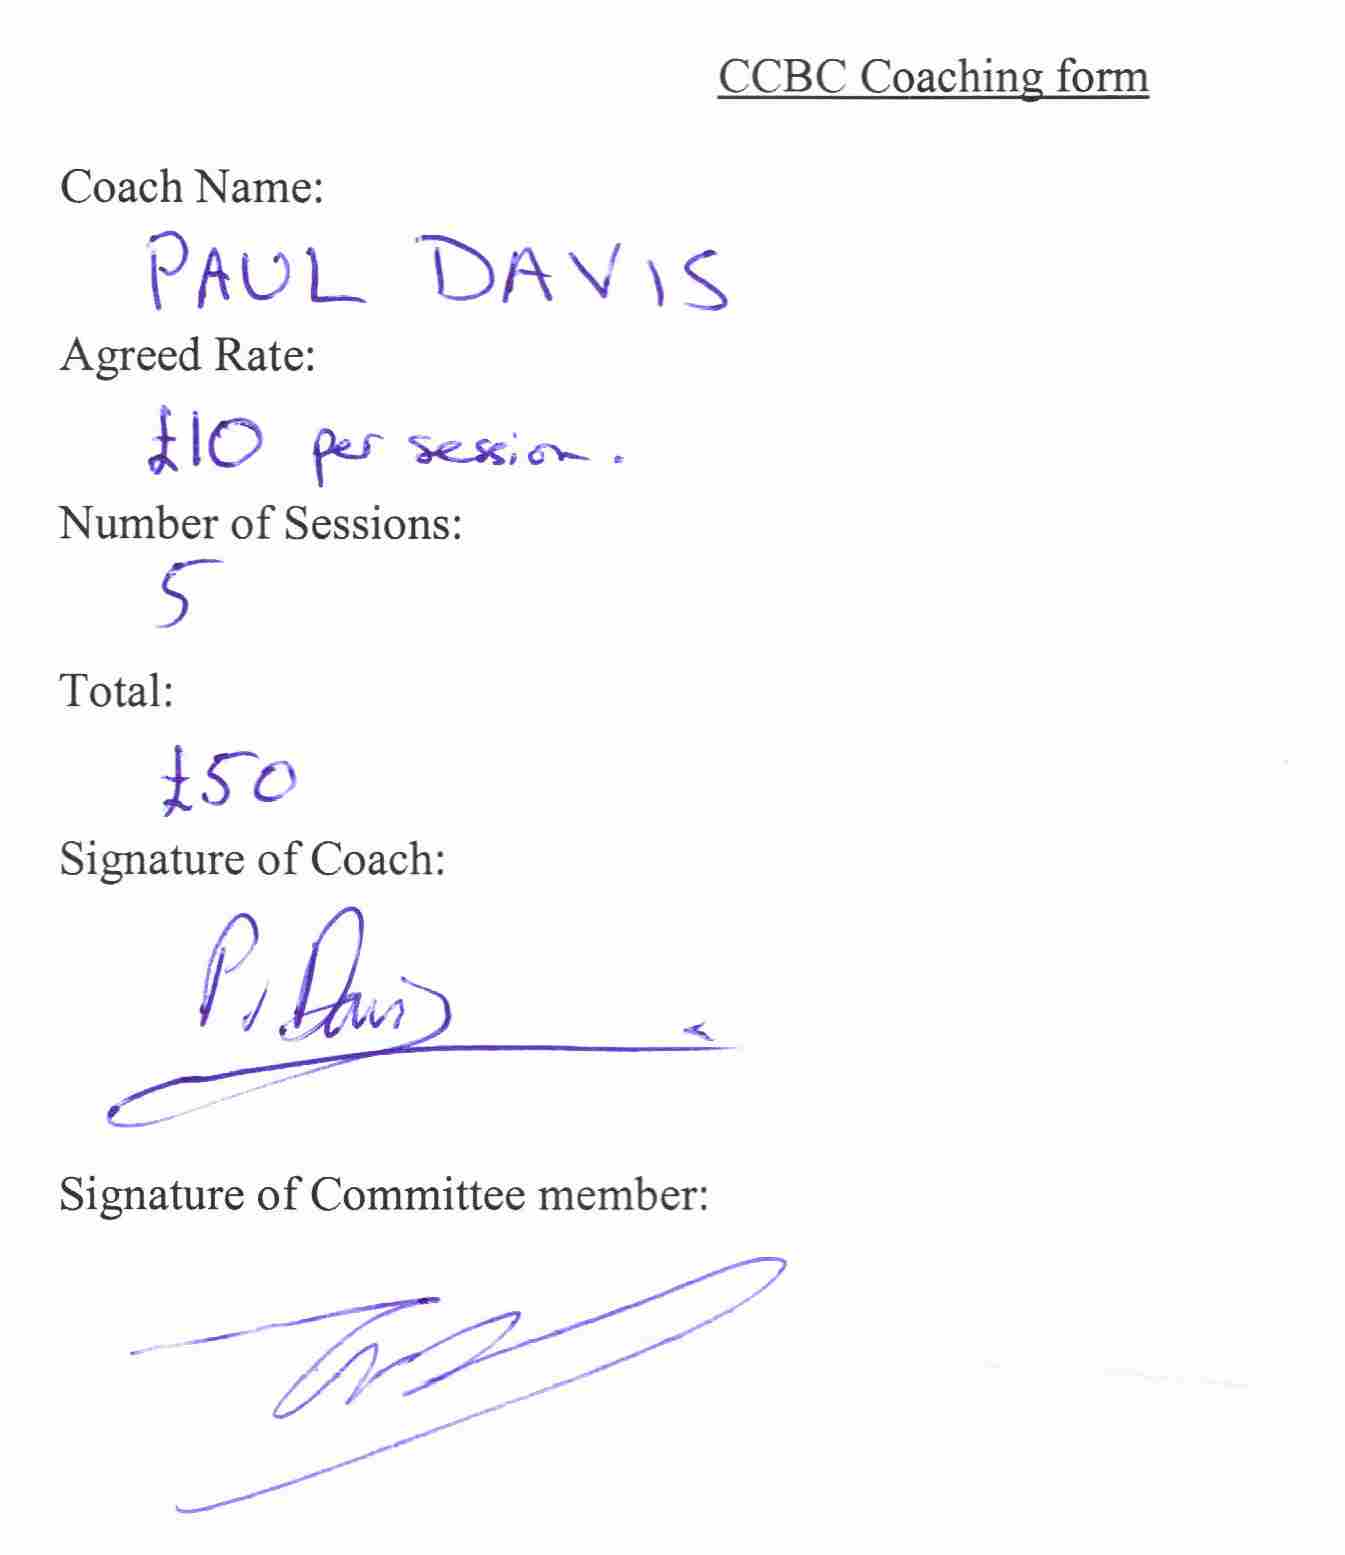 CCBC Coaching form
Coach Name:
PAUL DAVIS
Agreed Rate:
£10 per session.
Number of Sessions:
5
Total:
£50
Signature of Coach:
P. Davis
Signature of Committee member: